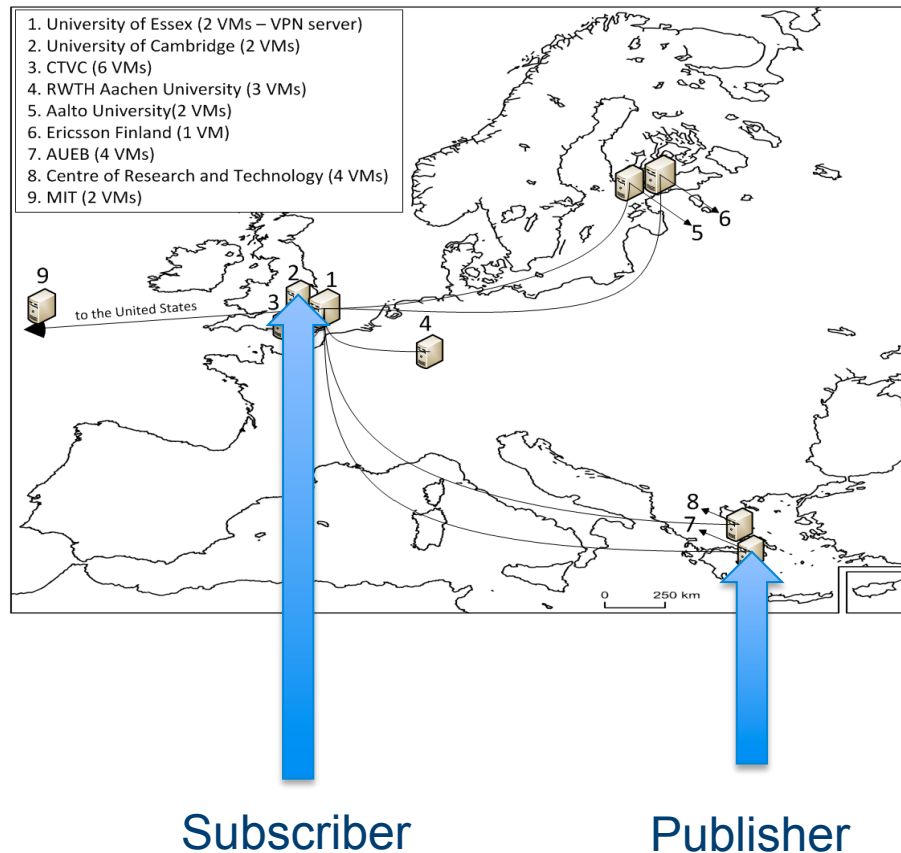 1. University of Essex (2 VMs – VPN server)
2. University of Cambridge (2 VMs)
3. CTVC (6 VMs)
4. RWTH Aachen University (3 VMs)
5. Aalto University(2 VMs)
6. Ericsson Finland (1 VM)
7. AUEB (4 VMs)
8. Centre of Research and Technology (4 VMs)
9. MIT (2 VMs)
6
5
9
2
1
to the United States
3
4
8
7
0 250 km
Subscriber
Publisher